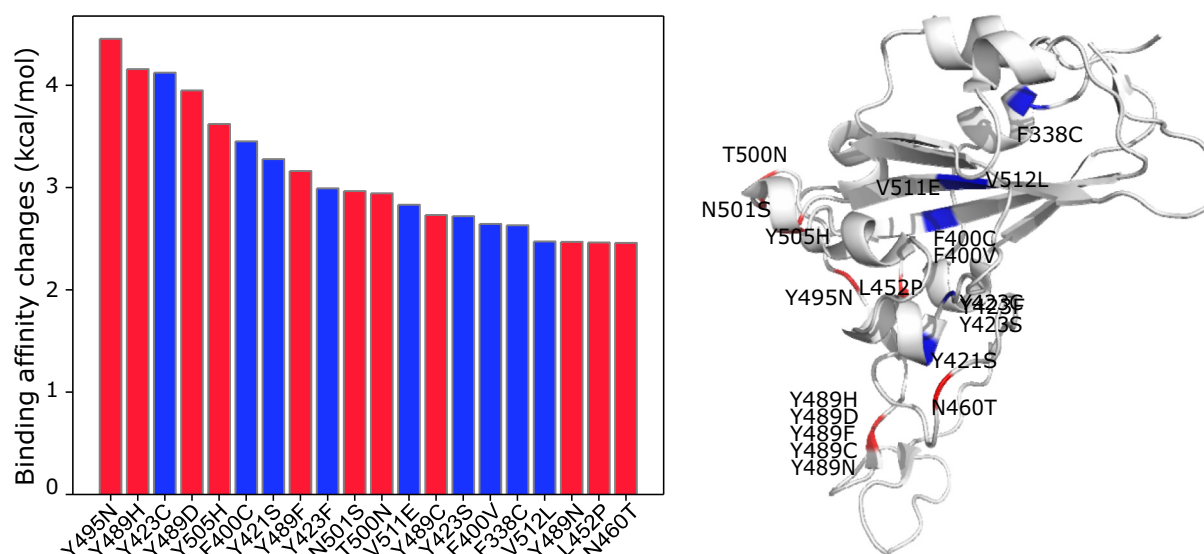 Binding affinity changes (kcal/mol)
4
3
2
1
0
Y495N
Y489H
Y423C
Y489D
Y505H
F400C
Y421S
Y489F
Y423F
N501S
T500N
V511E
Y489C
Y423S
F400V
F338C
V512L
Y489N
L452P
N460T
F338C
T500N
V511E
V512L
N501S
Y505H
F400C
F400V
Y495N
L452P
Y423C
Y423F
Y423S
Y421S
Y489H
N460T
Y489D
Y489F
Y489C
Y489N